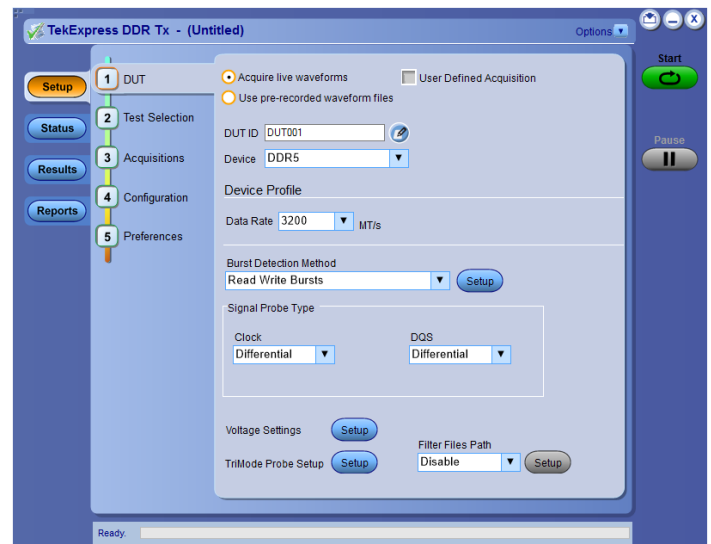 TekExpress DDR Tx - (Untitled)
Options
Start
Pause
Setup
Status
Results
Reports
1 DUT
2 Test Selection
3 Acquisitions
4 Configuration
5 Preferences
Acquire live waveforms
User Defined Acquisition
Use pre-recorded waveform files
DUT ID DUT001
Device DDR5
Device Profile
Data Rate 3200 MT/s
Burst Detection Method
Read Write Bursts Setup
Signal Probe Type
Clock DQS
Differential Differential
Voltage Settings Setup
Filter Files Path
TriMode Probe Setup Setup Disable Setup
Ready.